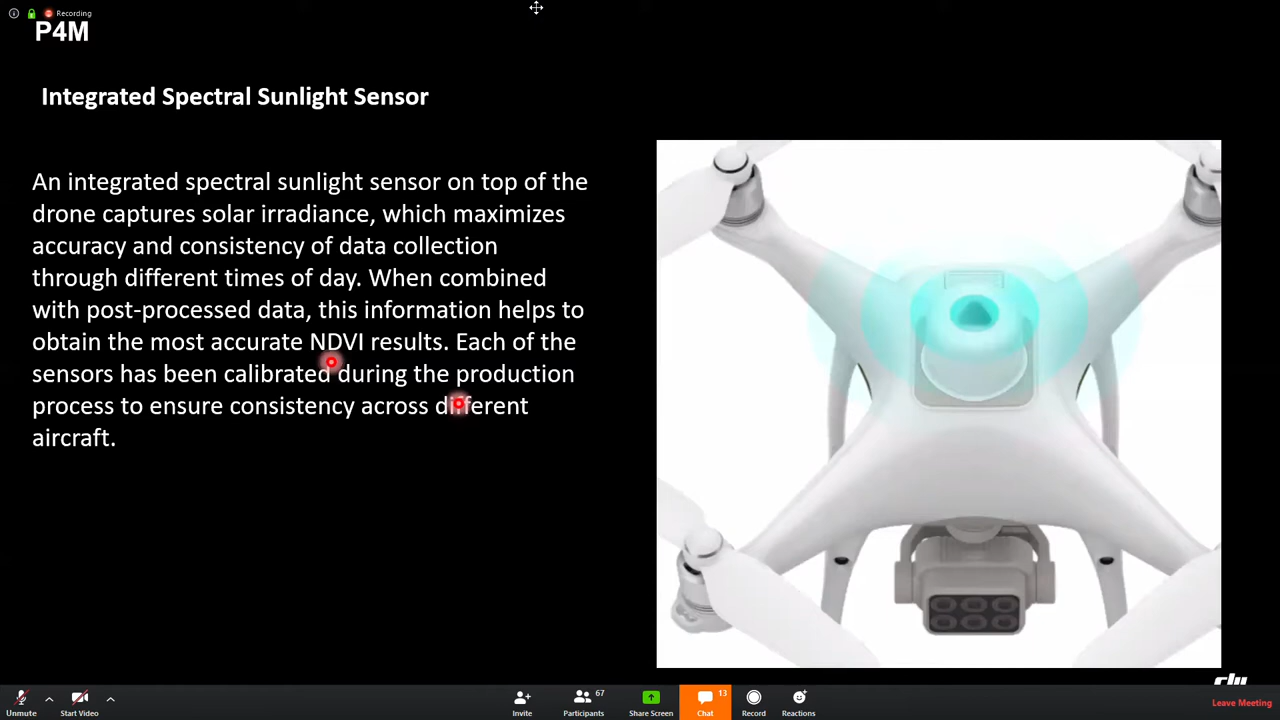 Recording
P4M
Integrated Spectral Sunlight Sensor
An integrated spectral sunlight sensor on top of the
drone captures solar irradiance, which maximizes
accuracy and consistency of data collection
through different times of day. When combined
with post-processed data, this information helps to
obtain the most accurate NDVI results. Each of the
sensors has been calibrated during the production
process to ensure consistency across different
aircraft.
dji
Leave Meeting
67
13
Unmute
Start Video
Invite
Participants
Share Screen
Chat
Record
Reactions